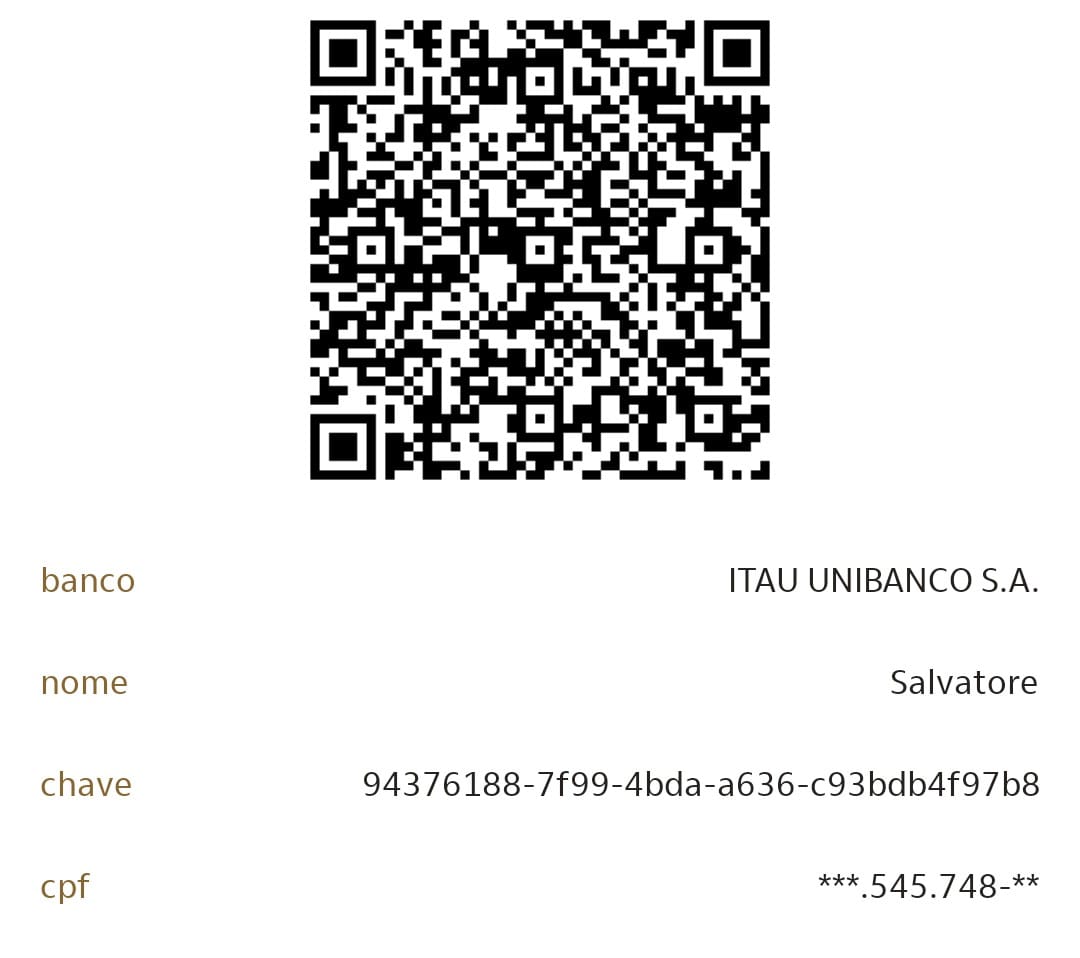 banco ITAU UNIBANCO S.A.
nome Salvatore
chave 94376188-7f99-4bda-a636-c93bdb4f97b8
cpf ***.545.748-**